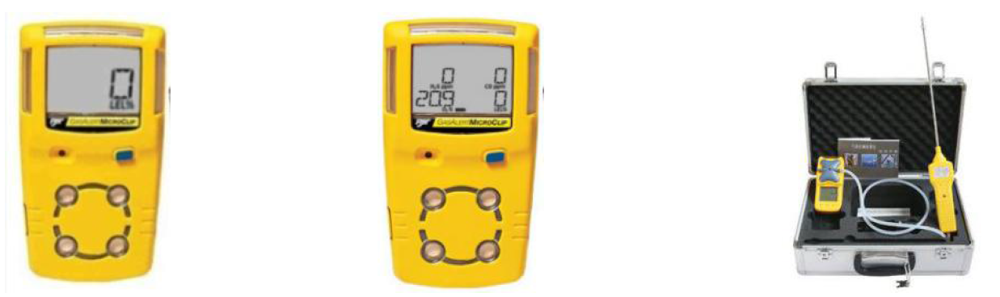 0
LEL%
GASALERTMICROCLIP
0 0
H₂S ppm CO ppm
20.9 0
O₂% LEL%
GASALERTMICROCLIP